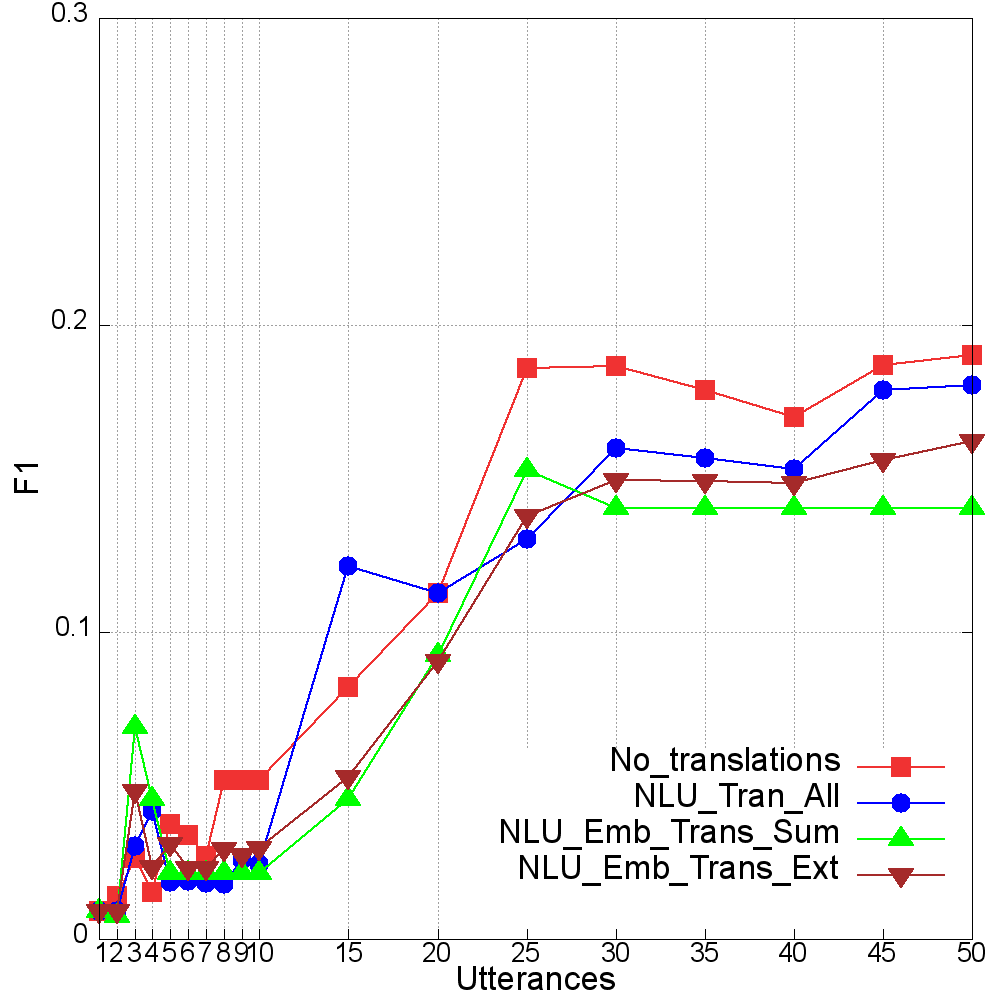 0.3
0.2
0.1
0
F1
No_translations
NLU_Tran_All
NLU_Emb_Trans_Sum
NLU_Emb_Trans_Ext
1 2 3 4 5 6 7 8 9 10 15 20 25 30 35 40 45 50
Utterances